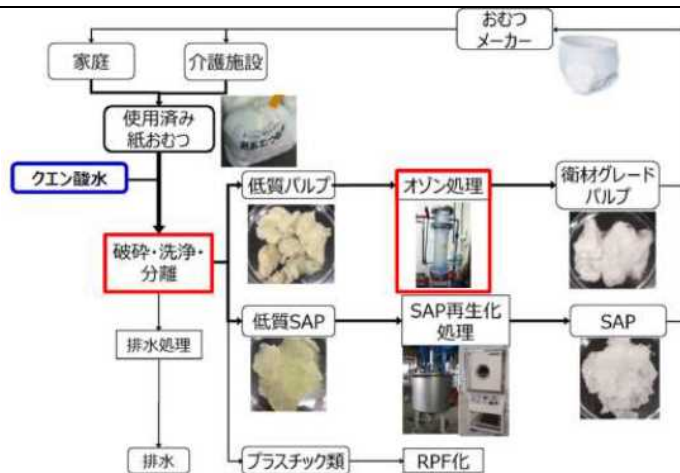 おむつ
メーカー
家庭
介護施設
使用済み
紙おむつ
クエン酸水
低質パルプ
オゾン処理
衛材グレード
パルプ
破砕・洗浄・
分離
低質SAP
SAP再生化
処理
SAP
排水処理
排水
プラスチック類
RPF化